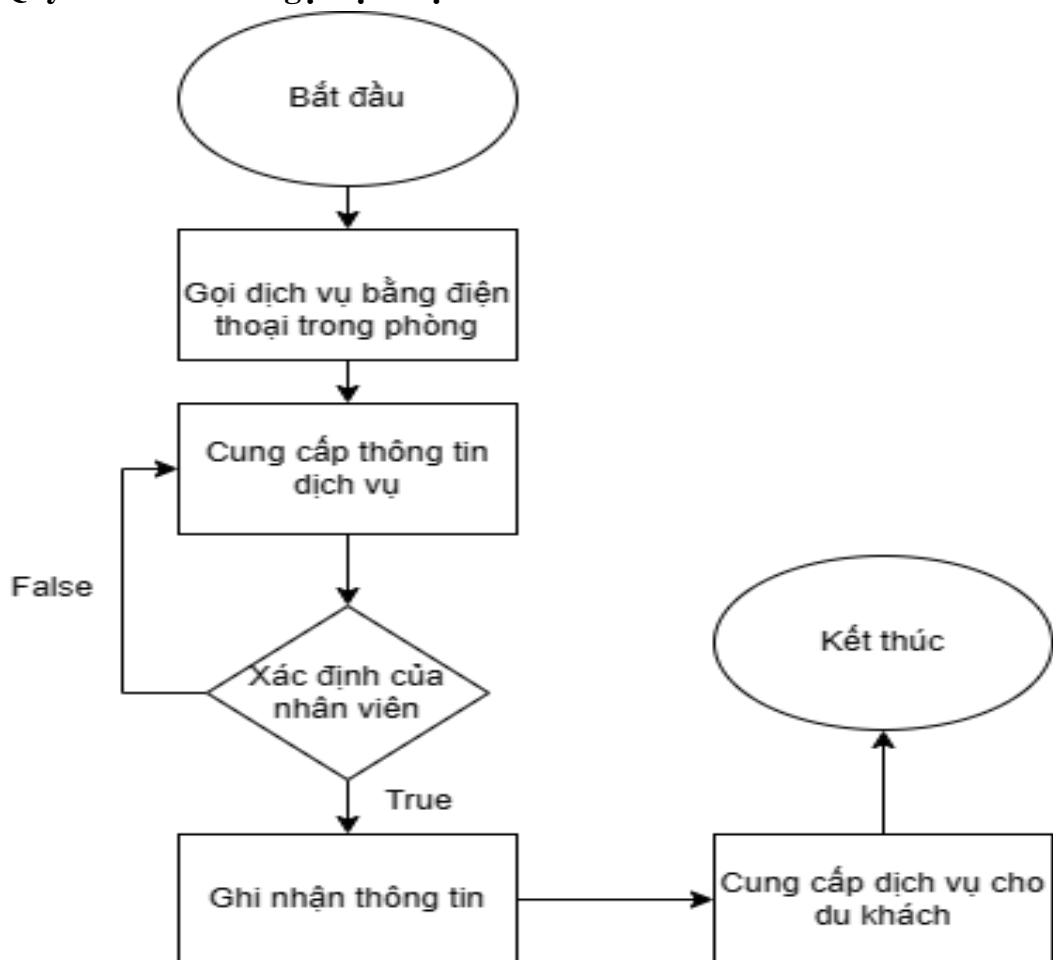 Bắt đầu
Gọi dịch vụ bằng điện
thoại trong phòng
Cung cấp thông tin
dịch vụ
False
Xác định của
nhân viên
True
Ghi nhận thông tin
Cung cấp dịch vụ cho
du khách
Kết thúc